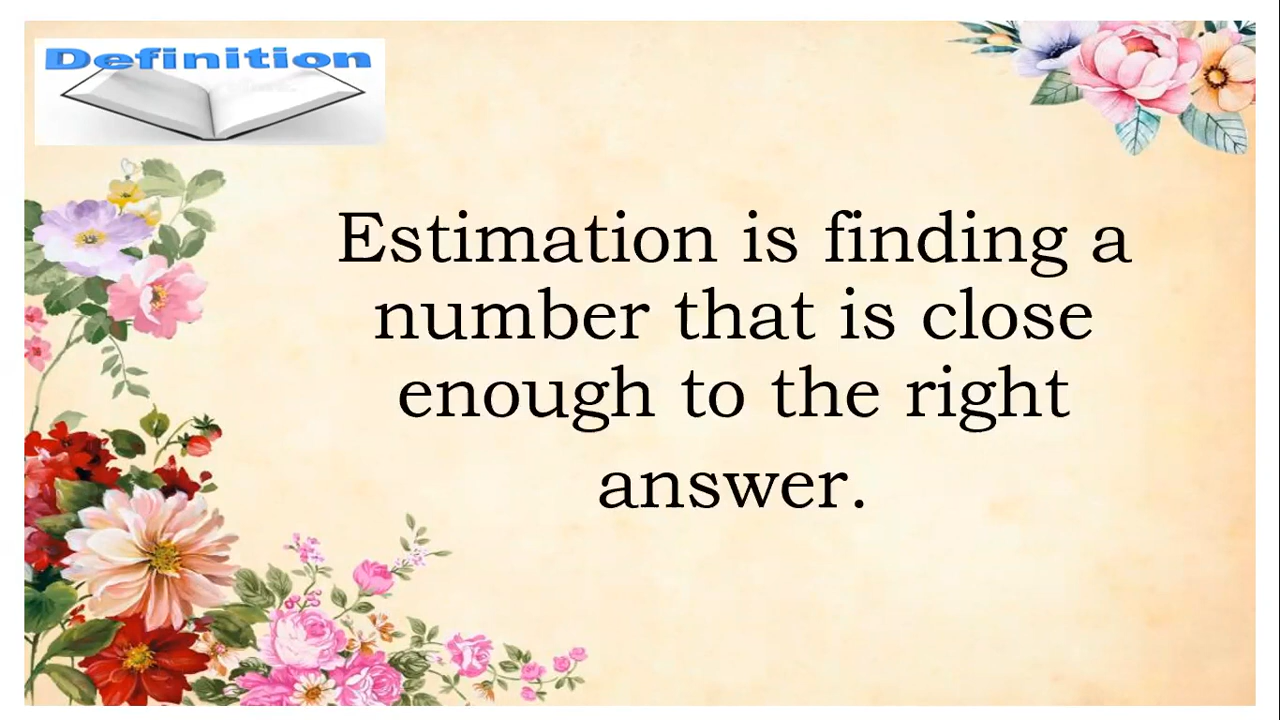 Definition
Estimation is finding a
number that is close
enough to the right
answer.